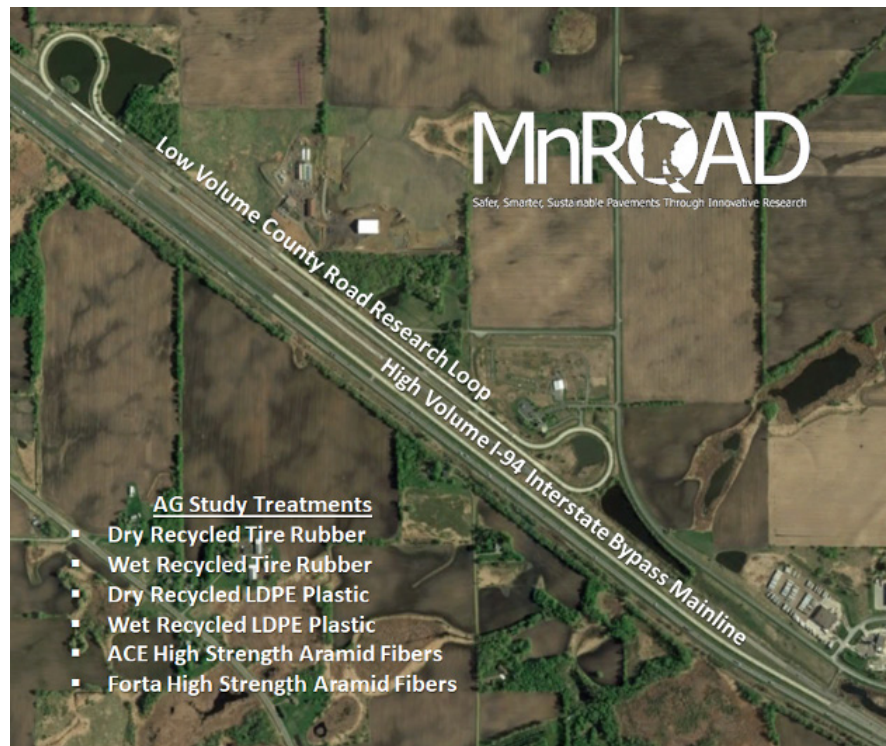 MnROAD
Safer, Smarter, Sustainable Pavements Through Innovative Research
Low Volume County Road Research Loop
High Volume I-94 Interstate Bypass Mainline
AG Study Treatments
▪ Dry Recycled Tire Rubber
▪ Wet Recycled Tire Rubber
▪ Dry Recycled LDPE Plastic
▪ Wet Recycled LDPE Plastic
▪ ACE High Strength Aramid Fibers
▪ Forta High Strength Aramid Fibers